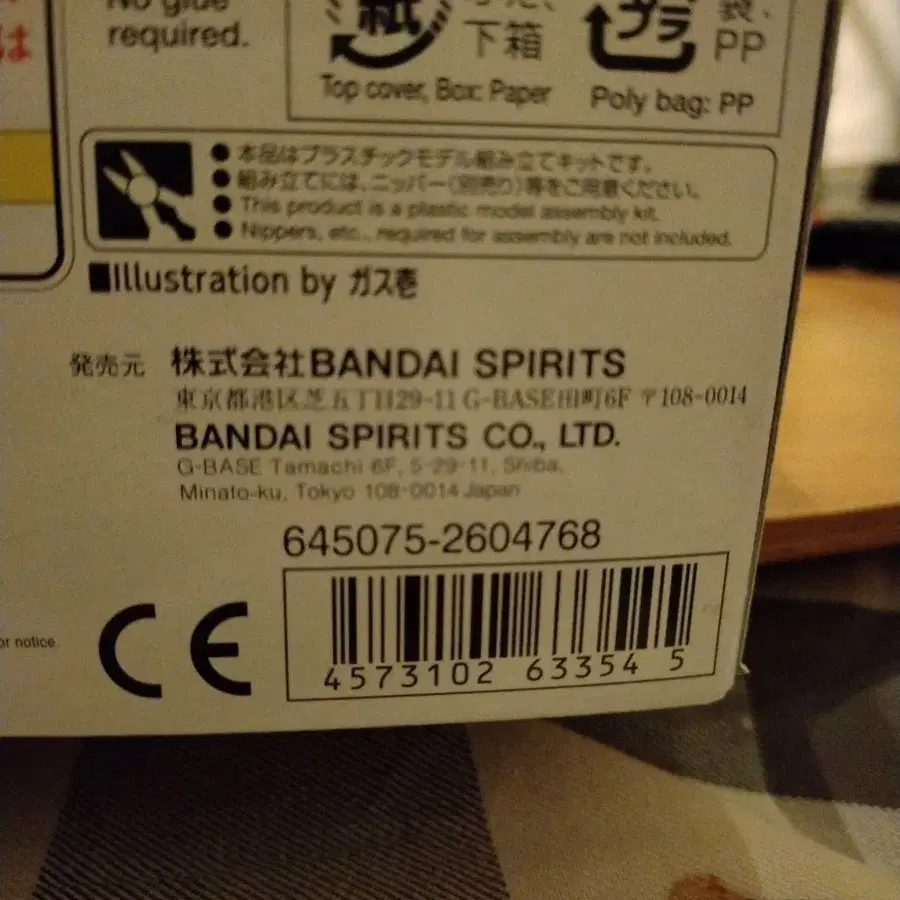 No glue
required.
は
紙
下箱
Top cover, Box: Paper
プラ
袋、
PP
Poly bag: PP
●本品はプラスチックモデル組み立てキットです。
●組み立てには、ニッパー(別売り)等をご用意ください。
●This product is a plastic model assembly kit.
●Nippers, etc., required for assembly are not included.
■Illustration by ガス壱
発売元 株式会社BANDAI SPIRITS
東京都港区芝五丁目29-11 G-BASE田町6F 〒108-0014
BANDAI SPIRITS CO., LTD.
G-BASE Tamachi 6F, 5-29-11, Shiba,
Minato-ku, Tokyo 108-0014 Japan
645075-2604768
or notice.
CE
4573102 63354 5